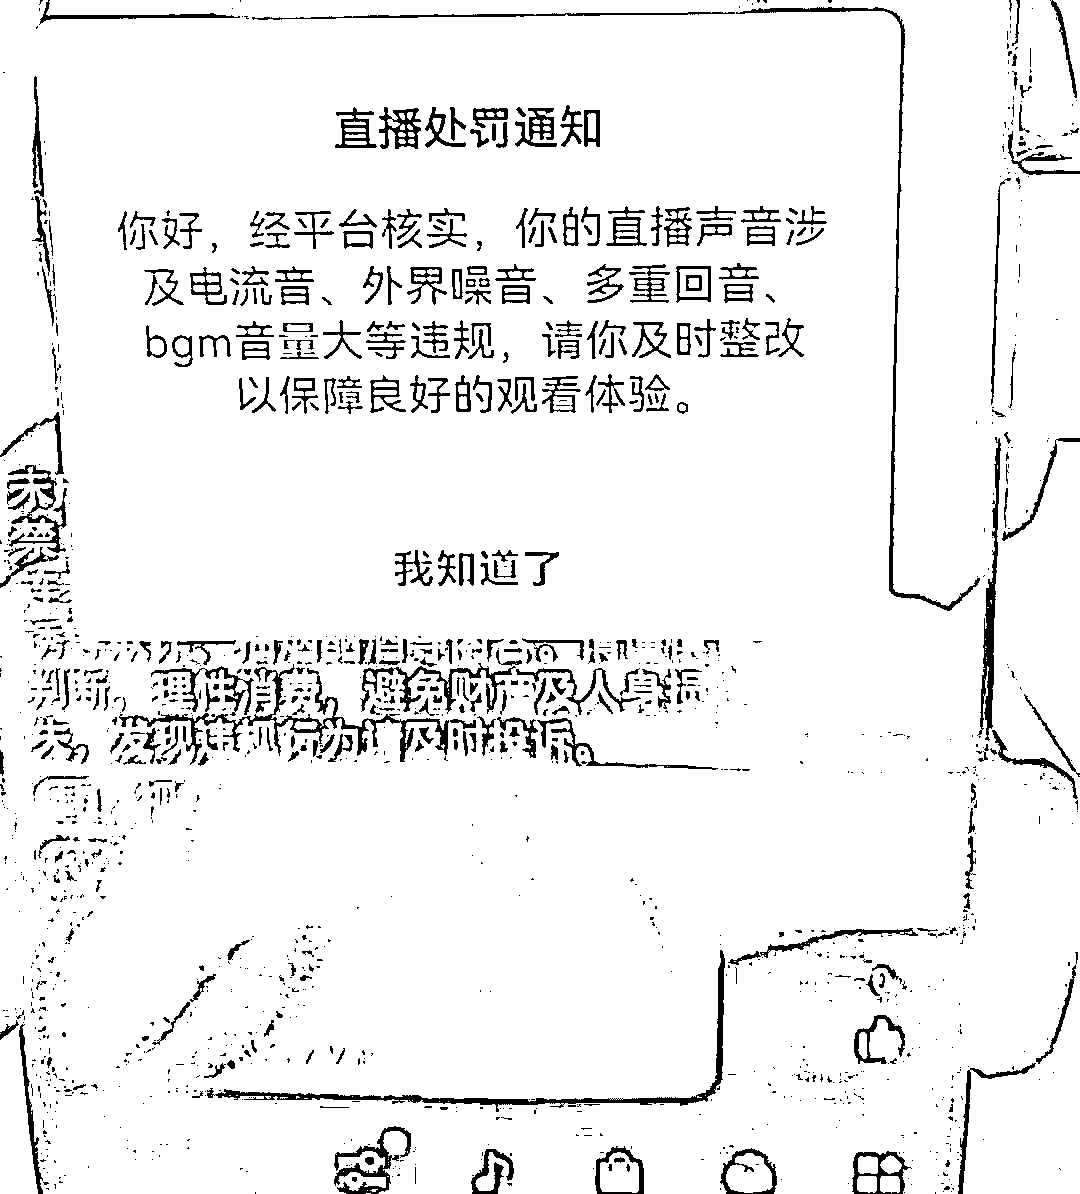 直播处罚通知
你好，经平台核实，你的直播声音涉
及电流音、外界噪音、多重回音、
bgm音量大等违规，请你及时整改
以保障良好的观看体验。
未
禁
我知道了
判断，理性消费，避免财产及人身损
失，发现违规行为请及时投诉。